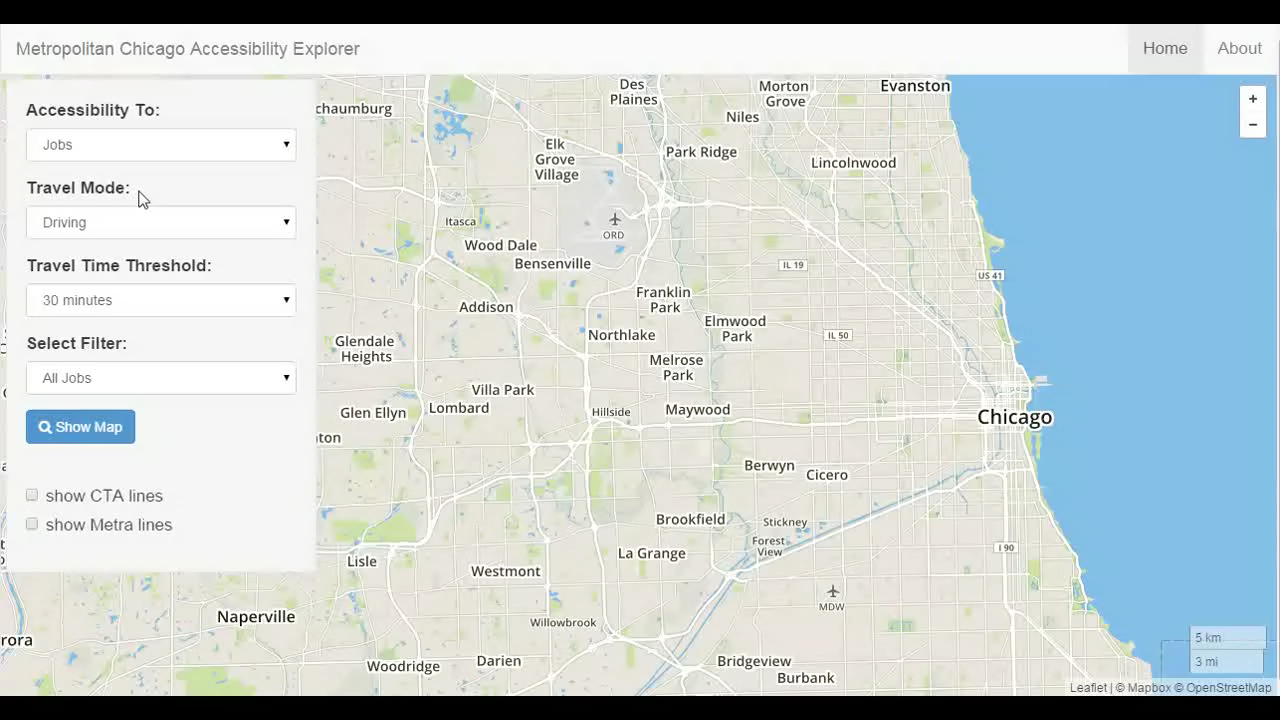 Metropolitan Chicago Accessibility Explorer
Home
About
Accessibility To:
Jobs
Travel Mode:
Driving
Travel Time Threshold:
30 minutes
Select Filter:
All Jobs
Show Map
show CTA lines
show Metra lines
+
−
chaumburg
Des
Plaines
Morton
Grove
Evanston
Niles
Elk
Grove
Village
Park Ridge
Lincolnwood
Itasca
ORD
Wood Dale
Bensenville
IL 19
US 41
Addison
Franklin
Park
Elmwood
Park
Northlake
IL 50
Glendale
Heights
Melrose
Park
Villa Park
Glen Ellyn
Lombard
Hillside
Maywood
Chicago
ton
Berwyn
Cicero
Brookfield
Stickney
Forest
View
La Grange
I 90
Lisle
Westmont
MDW
Naperville
Willowbrook
rora
Woodridge
Darien
Bridgeview
Burbank
5 km
3 mi
Leaflet | © Mapbox © OpenStreetMap